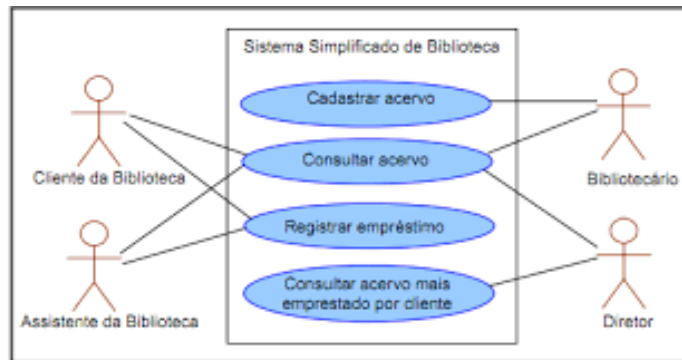 Sistema Simplificado de Biblioteca
Cadastrar acervo
Consultar acervo
Cliente da Biblioteca
Bibliotecário
Registrar empréstimo
Consultar acervo mais
emprestado por cliente
Assistente da Biblioteca
Diretor